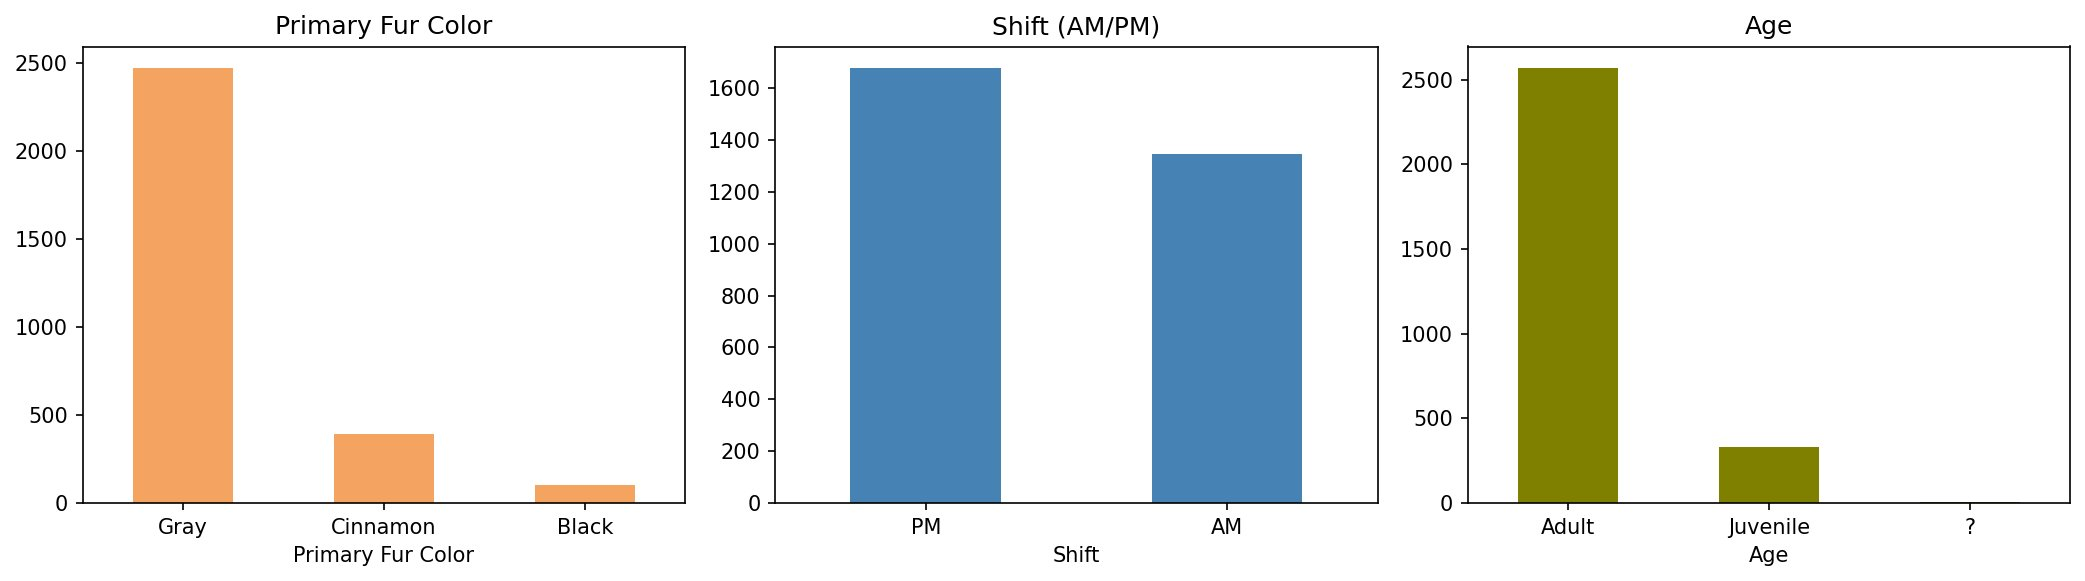 Primary Fur Color
2500
2000
1500
1000
500
0
Gray Cinnamon Black
Primary Fur Color
Shift (AM/PM)
1600
1400
1200
1000
800
600
400
200
0
PM AM
Shift
Age
2500
2000
1500
1000
500
0
Adult Juvenile ?
Age